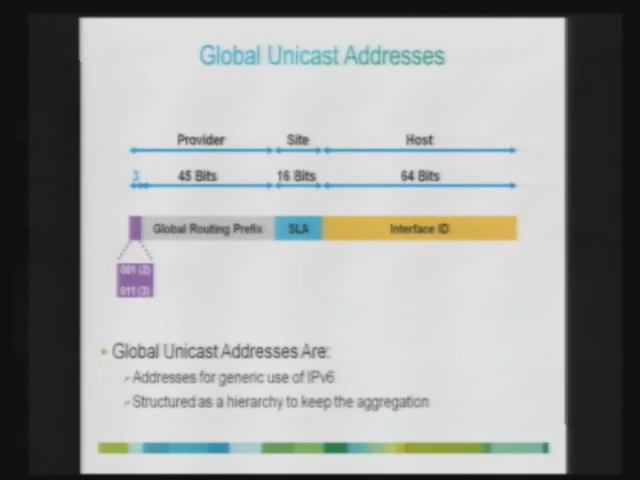 Global Unicast Addresses
Provider Site Host
3 45 Bits 16 Bits 64 Bits
Global Routing Prefix SLA Interface ID
001 (2)
011 (3)
Global Unicast Addresses Are:
Addresses for generic use of IPv6
Structured as a hierarchy to keep the aggregation